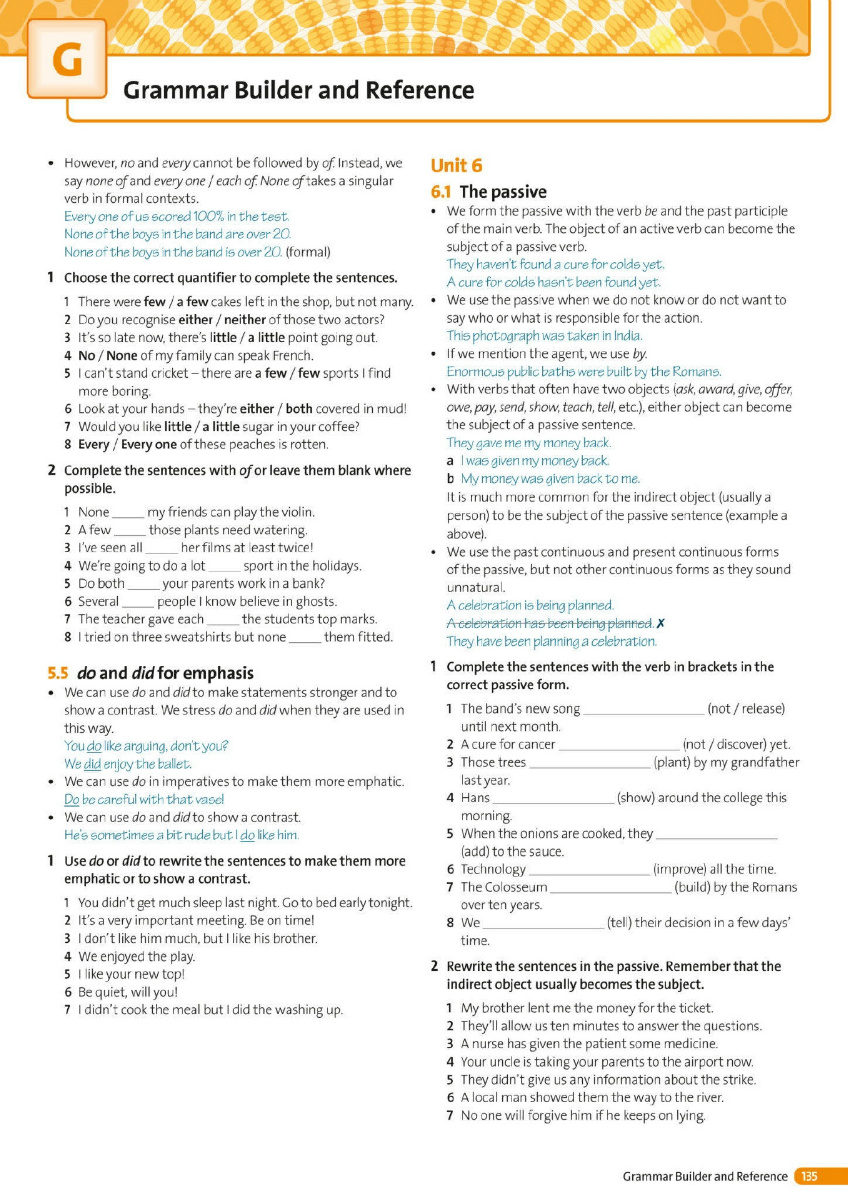 G
Grammar Builder and Reference
• However, no and every cannot be followed by of. Instead, we
say none of and every one / each of. None of takes a singular
verb in formal contexts.
Every one of us scored 100% in the test.
None of the boys in the band are over 20.
None of the boys in the band is over 20. (formal)
1 Choose the correct quantifier to complete the sentences.
1 There were few / a few cakes left in the shop, but not many.
2 Do you recognise either / neither of those two actors?
3 It's so late now, there's little / a little point going out.
4 No / None of my family can speak French.
5 I can't stand cricket – there are a few / few sports I find
more boring.
6 Look at your hands – they're either / both covered in mud!
7 Would you like little / a little sugar in your coffee?
8 Every / Every one of these peaches is rotten.
2 Complete the sentences with of or leave them blank where
possible.
1 None _____ my friends can play the violin.
2 A few _____ those plants need watering.
3 I've seen all _____ her films at least twice!
4 We're going to do a lot _____ sport in the holidays.
5 Do both _____ your parents work in a bank?
6 Several _____ people I know believe in ghosts.
7 The teacher gave each _____ the students top marks.
8 I tried on three sweatshirts but none _____ them fitted.
5.5 do and did for emphasis
• We can use do and did to make statements stronger and to
show a contrast. We stress do and did when they are used in
this way.
You do like arguing, don't you?
We did enjoy the ballet.
• We can use do in imperatives to make them more emphatic.
Do be careful with that vase!
• We can use do and did to show a contrast.
He's sometimes a bit rude but I do like him.
1 Use do or did to rewrite the sentences to make them more
emphatic or to show a contrast.
1 You didn't get much sleep last night. Go to bed early tonight.
2 It's a very important meeting. Be on time!
3 I don't like him much, but I like his brother.
4 We enjoyed the play.
5 I like your new top!
6 Be quiet, will you!
7 I didn't cook the meal but I did the washing up.
Unit 6
6.1 The passive
• We form the passive with the verb be and the past participle
of the main verb. The object of an active verb can become the
subject of a passive verb.
They haven't found a cure for colds yet.
A cure for colds hasn't been found yet.
• We use the passive when we do not know or do not want to
say who or what is responsible for the action.
This photograph was taken in India.
• If we mention the agent, we use by.
Enormous public baths were built by the Romans.
• With verbs that often have two objects (ask, award, give, offer,
owe, pay, send, show, teach, tell, etc.), either object can become
the subject of a passive sentence.
They gave me my money back.
a I was given my money back.
b My money was given back to me.
It is much more common for the indirect object (usually a
person) to be the subject of the passive sentence (example a
above).
• We use the past continuous and present continuous forms
of the passive, but not other continuous forms as they sound
unnatural.
A celebration is being planned.
A celebration has been being planned. ✗
They have been planning a celebration.
1 Complete the sentences with the verb in brackets in the
correct passive form.
1 The band's new song ____________________ (not / release)
until next month.
2 A cure for cancer ____________________ (not / discover) yet.
3 Those trees ____________________ (plant) by my grandfather
last year.
4 Hans ____________________ (show) around the college this
morning.
5 When the onions are cooked, they ____________________
(add) to the sauce.
6 Technology ____________________ (improve) all the time.
7 The Colosseum ____________________ (build) by the Romans
over ten years.
8 We ____________________ (tell) their decision in a few days'
time.
2 Rewrite the sentences in the passive. Remember that the
indirect object usually becomes the subject.
1 My brother lent me the money for the ticket.
2 They'll allow us ten minutes to answer the questions.
3 A nurse has given the patient some medicine.
4 Your uncle is taking your parents to the airport now.
5 They didn't give us any information about the strike.
6 A local man showed them the way to the river.
7 No one will forgive him if he keeps on lying.
Grammar Builder and Reference 135